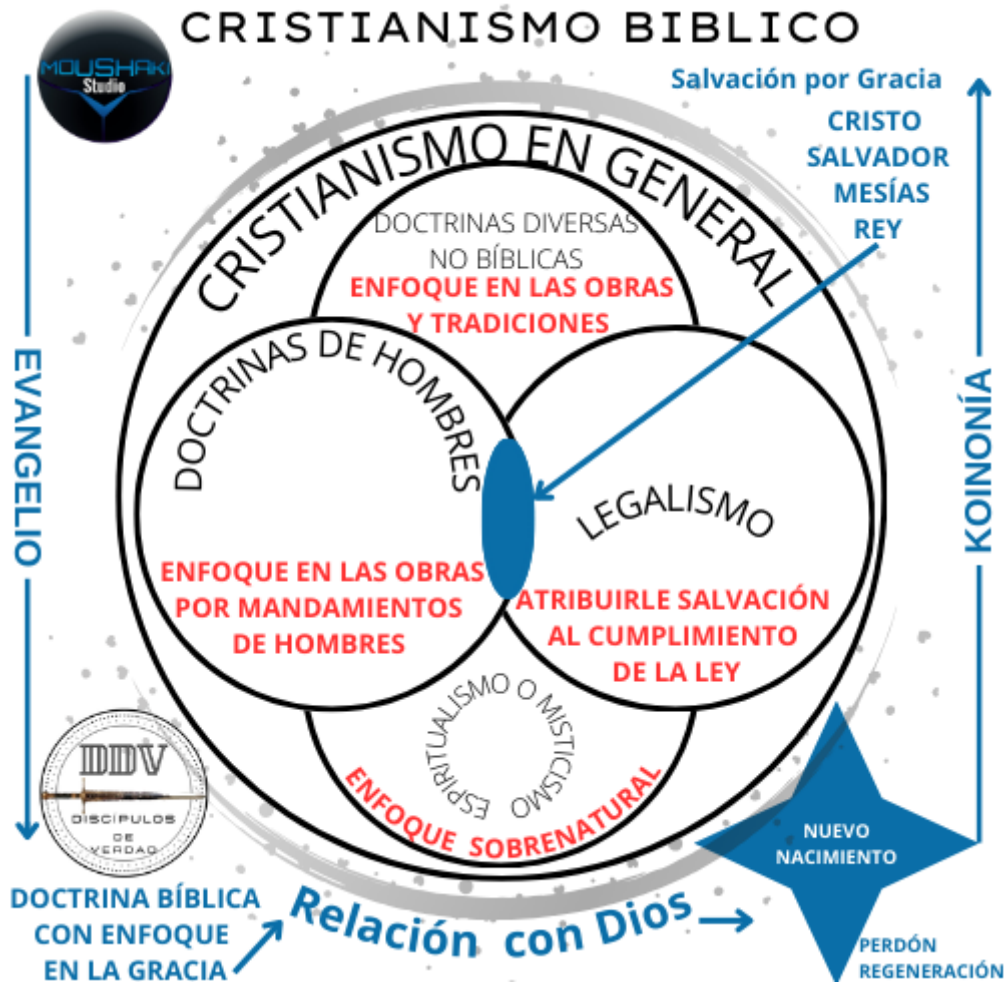 CRISTIANISMO BIBLICO
MOUSHAKI
Studio
Salvación por Gracia
CRISTO
SALVADOR
MESÍAS
REY
CRISTIANISMO EN GENERAL
DOCTRINAS DIVERSAS
NO BÍBLICAS
ENFOQUE EN LAS OBRAS
Y TRADICIONES
EVANGELIO
KOINONÍA
DOCTRINAS DE HOMBRES
ENFOQUE EN LAS OBRAS
POR MANDAMIENTOS
DE HOMBRES
LEGALISMO
ATRIBUIRLE SALVACIÓN
AL CUMPLIMIENTO
DE LA LEY
ESPIRITUALISMO O MISTICISMO
ENFOQUE SOBRENATURAL
DDV
DISCIPULOS
DE
VERDAD
NUEVO
NACIMIENTO
DOCTRINA BÍBLICA
CON ENFOQUE
EN LA GRACIA
Relación con Dios
PERDÓN
REGENERACIÓN